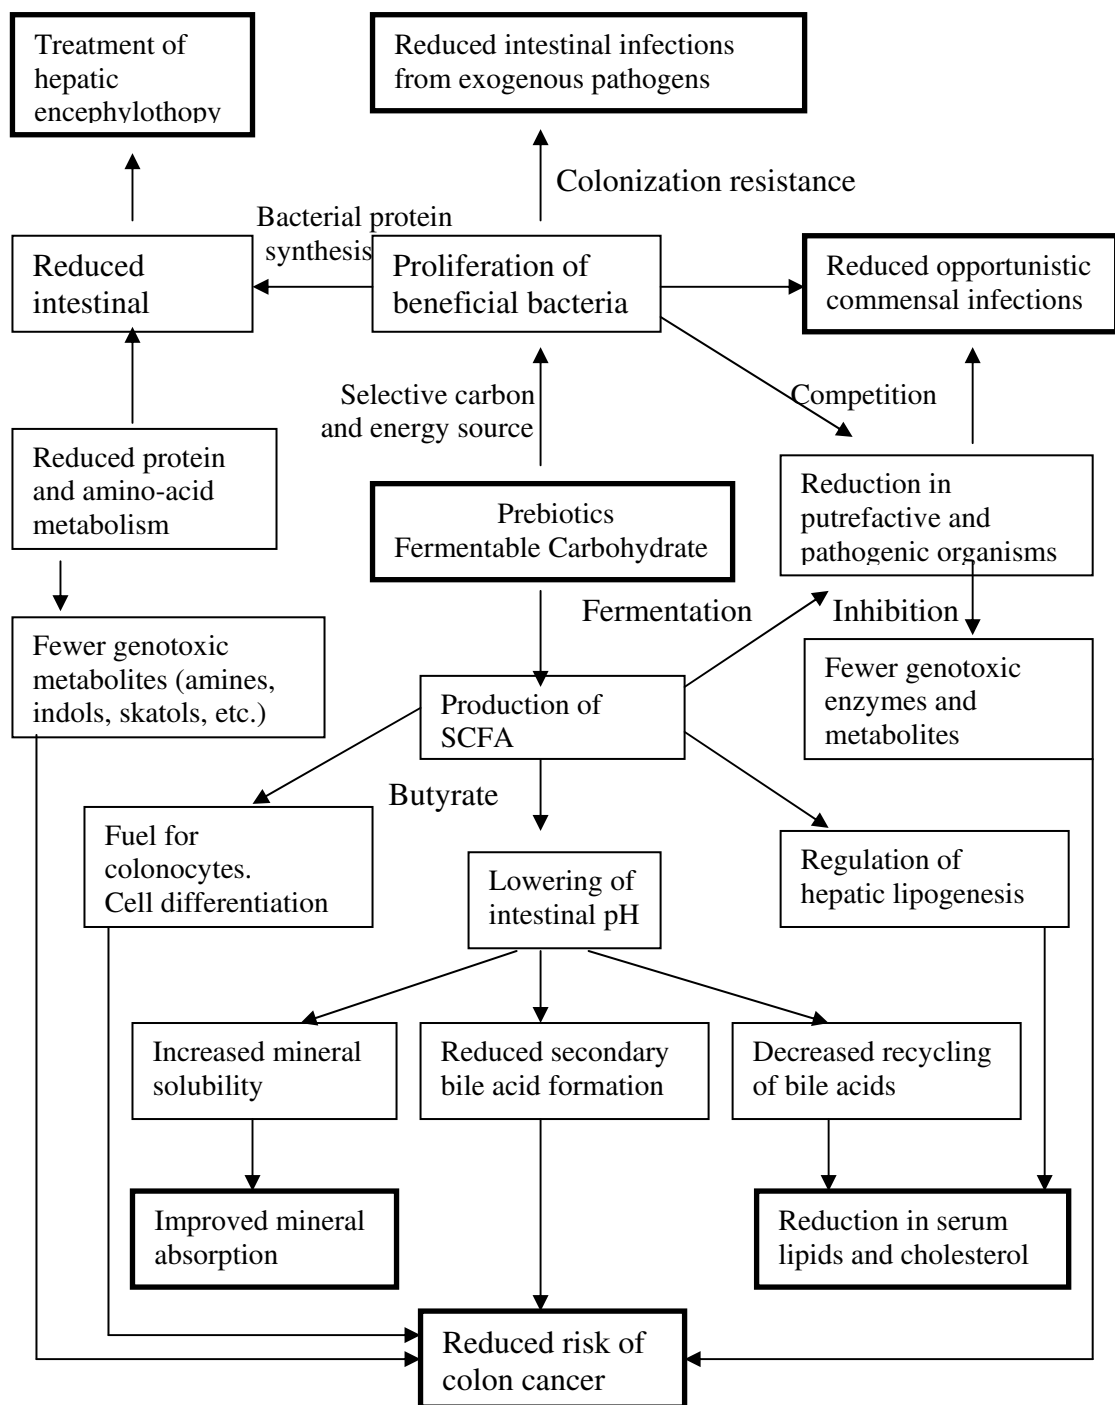 Treatment of
hepatic
encephylothopy
Reduced intestinal infections
from exogenous pathogens
Colonization resistance
Bacterial protein
synthesis
Reduced
intestinal
Proliferation of
beneficial bacteria
Reduced opportunistic
commensal infections
Selective carbon
and energy source
Competition
Reduced protein
and amino-acid
metabolism
Prebiotics
Fermentable Carbohydrate
Reduction in
putrefactive and
pathogenic organisms
Fermentation
Inhibition
Fewer genotoxic
metabolites (amines,
indols, skatols, etc.)
Production of
SCFA
Fewer genotoxic
enzymes and
metabolites
Butyrate
Fuel for
colonocytes.
Cell differentiation
Lowering of
intestinal pH
Regulation of
hepatic lipogenesis
Increased mineral
solubility
Reduced secondary
bile acid formation
Decreased recycling
of bile acids
Improved mineral
absorption
Reduction in serum
lipids and cholesterol
Reduced risk of
colon cancer